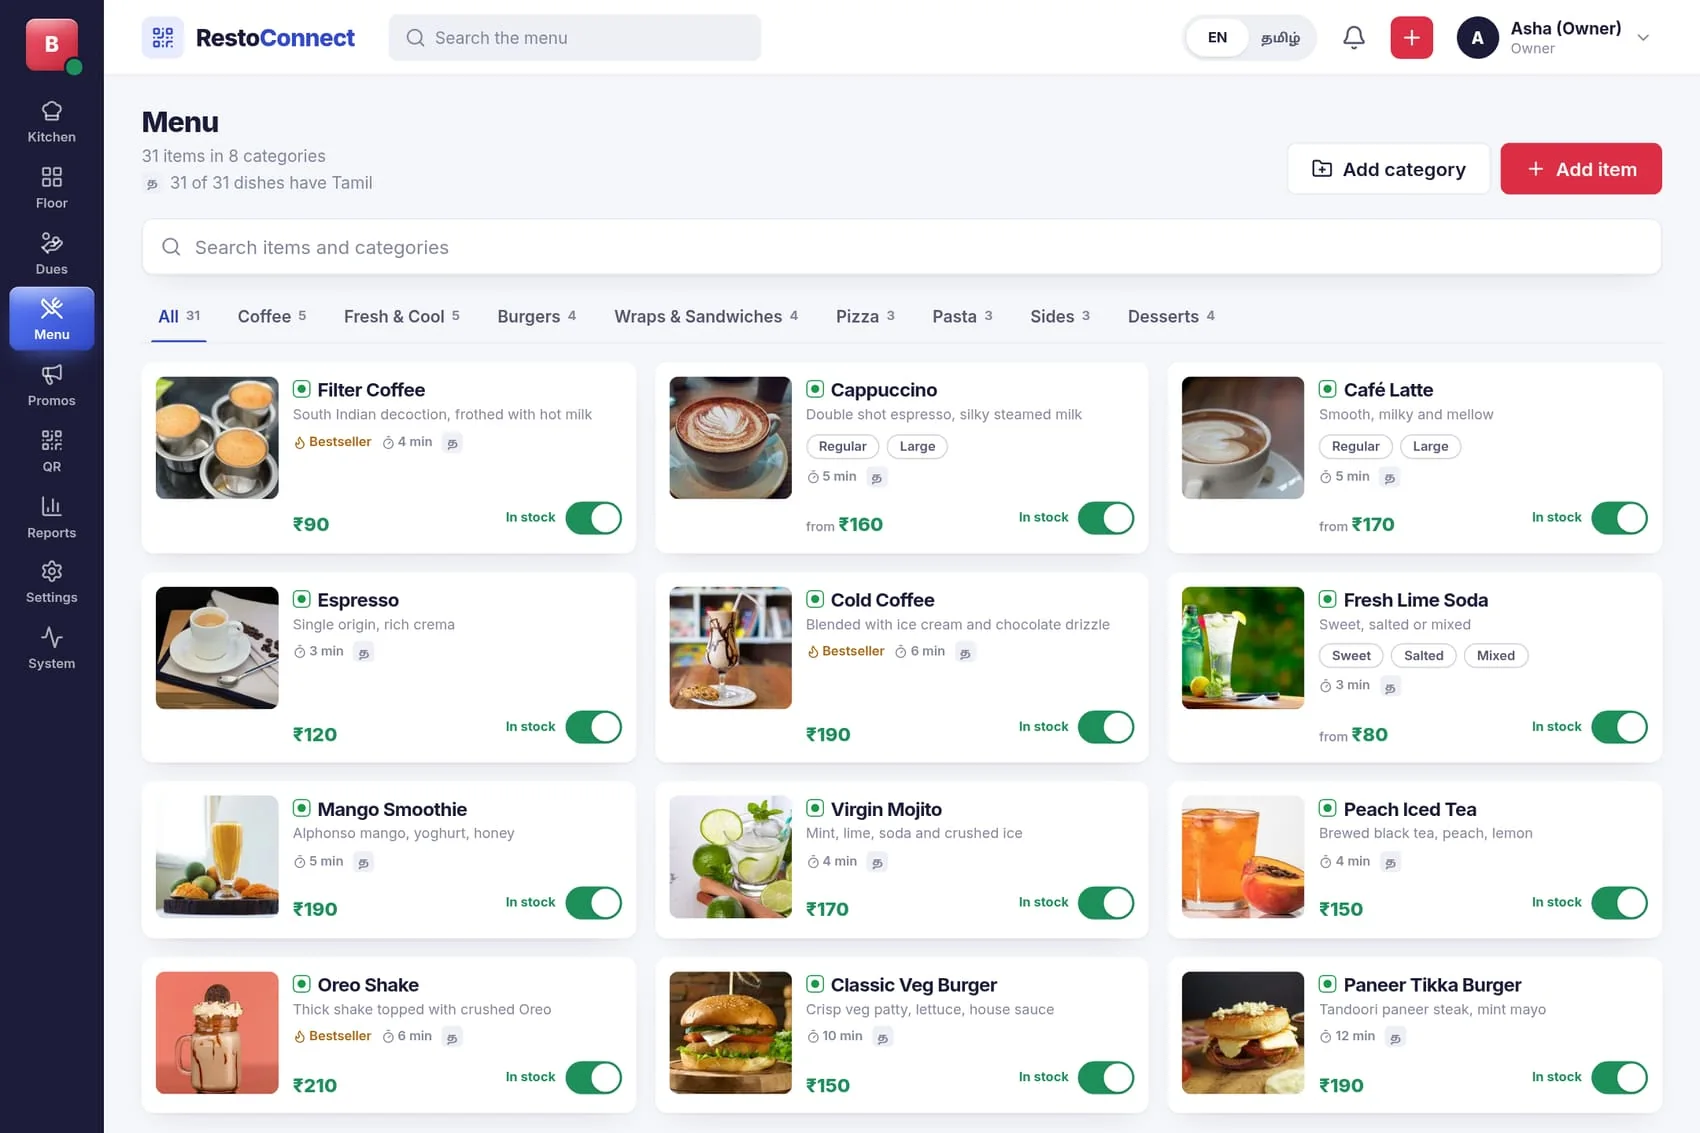 B
RestoConnect
Search the menu
EN
தமிழ்
A
Asha (Owner)
Owner
Kitchen
Floor
Dues
Menu
Promos
QR
Reports
Settings
System
Menu
31 items in 8 categories
த 31 of 31 dishes have Tamil
Add category
Add item
Search items and categories
All 31 Coffee 5 Fresh & Cool 5 Burgers 4 Wraps & Sandwiches 4 Pizza 3 Pasta 3 Sides 3 Desserts 4
Filter Coffee
South Indian decoction, frothed with hot milk
Bestseller 4 min த
₹90 In stock
Cappuccino
Double shot espresso, silky steamed milk
Regular Large
5 min த
from ₹160 In stock
Café Latte
Smooth, milky and mellow
Regular Large
5 min த
from ₹170 In stock
Espresso
Single origin, rich crema
3 min த
₹120 In stock
Cold Coffee
Blended with ice cream and chocolate drizzle
Bestseller 6 min த
₹190 In stock
Fresh Lime Soda
Sweet, salted or mixed
Sweet Salted Mixed
3 min த
from ₹80 In stock
Mango Smoothie
Alphonso mango, yoghurt, honey
5 min த
₹190 In stock
Virgin Mojito
Mint, lime, soda and crushed ice
4 min த
₹170 In stock
Peach Iced Tea
Brewed black tea, peach, lemon
4 min த
₹150 In stock
Oreo Shake
Thick shake topped with crushed Oreo
Bestseller 6 min த
₹210 In stock
Classic Veg Burger
Crisp veg patty, lettuce, house sauce
10 min த
₹150 In stock
Paneer Tikka Burger
Tandoori paneer steak, mint mayo
12 min த
₹190 In stock